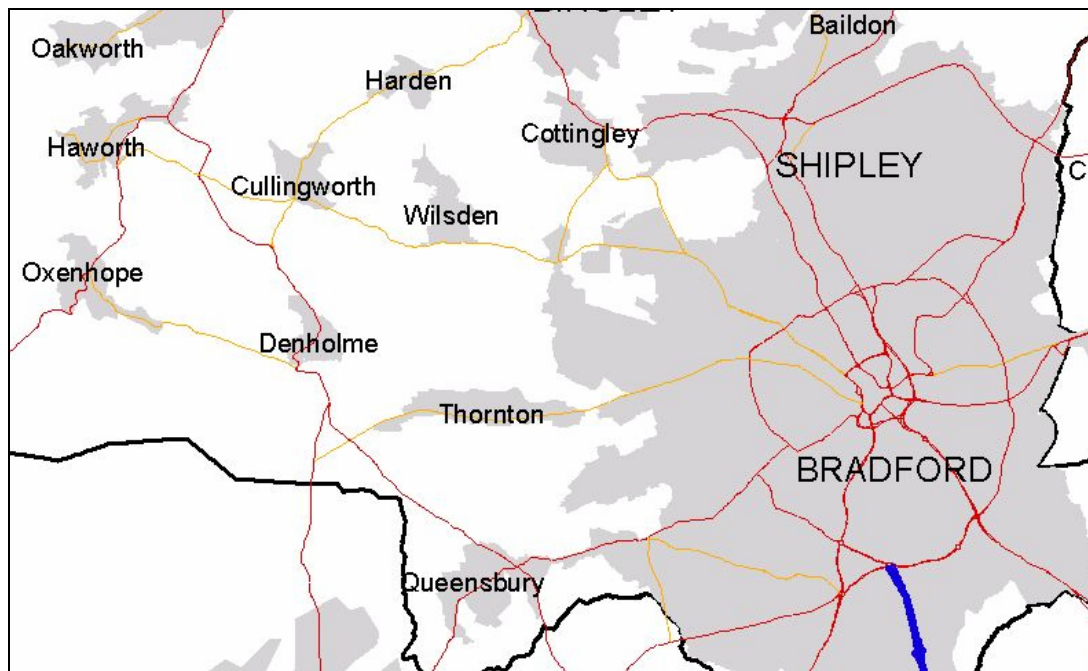 Baildon
Oakworth
Harden
Cottingley
Haworth
SHIPLEY
C
Cullingworth
Wilsden
Oxenhope
Denholme
Thornton
BRADFORD
Queensbury